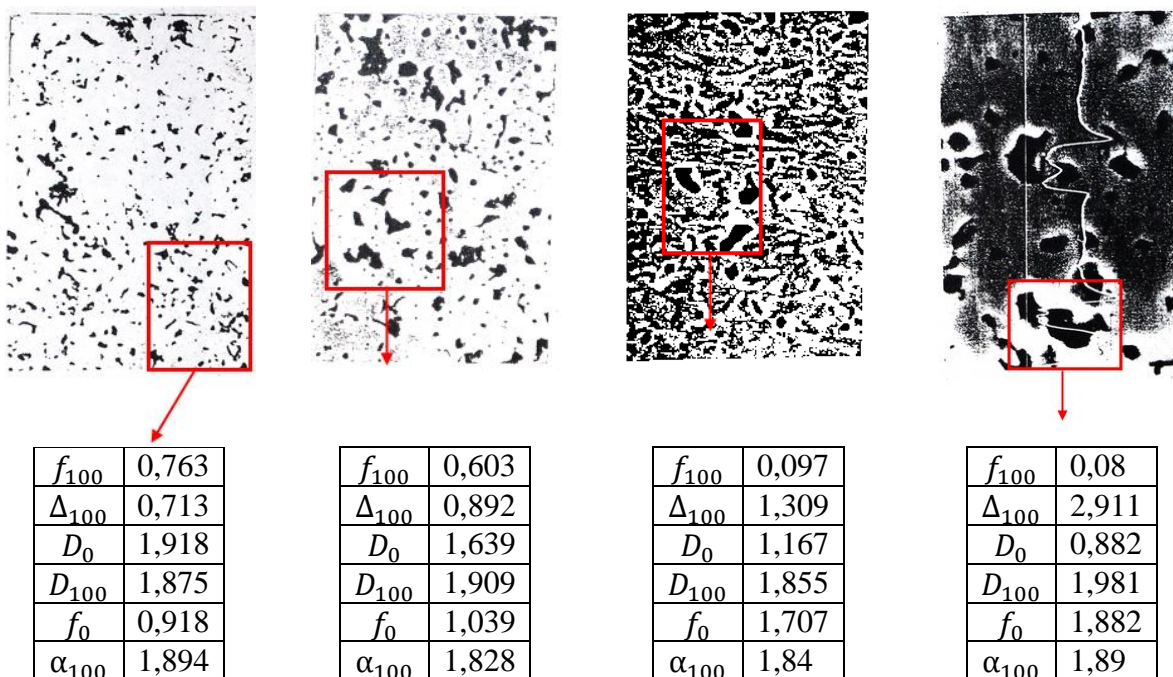 f₁₀₀ 0,763
Δ₁₀₀ 0,713
D₀ 1,918
D₁₀₀ 1,875
f₀ 0,918
α₁₀₀ 1,894
f₁₀₀ 0,603
Δ₁₀₀ 0,892
D₀ 1,639
D₁₀₀ 1,909
f₀ 1,039
α₁₀₀ 1,828
f₁₀₀ 0,097
Δ₁₀₀ 1,309
D₀ 1,167
D₁₀₀ 1,855
f₀ 1,707
α₁₀₀ 1,84
f₁₀₀ 0,08
Δ₁₀₀ 2,911
D₀ 0,882
D₁₀₀ 1,981
f₀ 1,882
α₁₀₀ 1,89